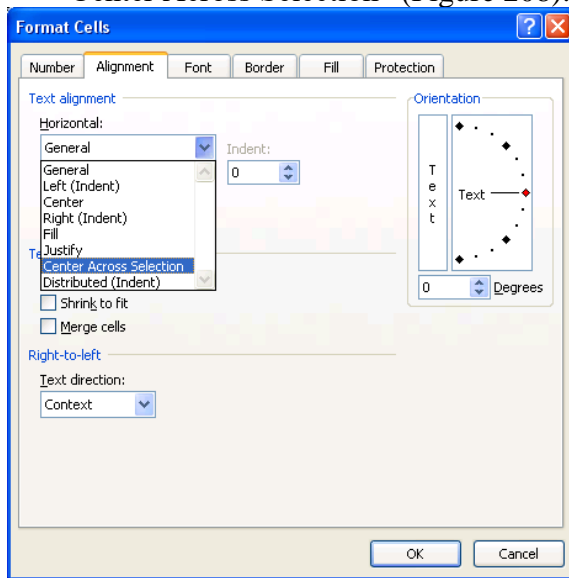 "Center Across Selection" (Figure 208).
Format Cells
Number Alignment Font Border Fill Protection
Text alignment
Horizontal:
General
Indent:
0
General
Left (Indent)
Center
Right (Indent)
Fill
Justify
Center Across Selection
Distributed (Indent)
Te
Shrink to fit
Merge cells
Right-to-left
Text direction:
Context
Orientation
Text
Text
0 Degrees
OK Cancel